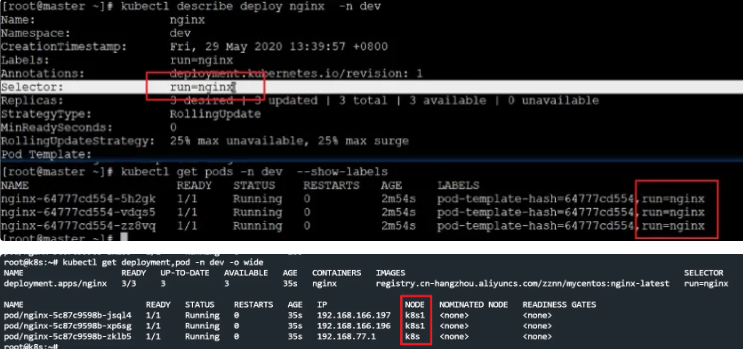 [root@master ~]# kubectl describe deploy nginx -n dev
Name: nginx
Namespace: dev
CreationTimestamp: Fri, 29 May 2020 13:39:57 +0800
Labels: run=nginx
Annotations: deployment.kubernetes.io/revision: 1
Selector: run=nginx
Replicas: 3 desired | 3 updated | 3 total | 3 available | 0 unavailable
StrategyType: RollingUpdate
MinReadySeconds: 0
RollingUpdateStrategy: 25% max unavailable, 25% max surge
Pod Template:
[root@master ~]# kubectl get pods -n dev --show-labels
NAME READY STATUS RESTARTS AGE LABELS
nginx-64777cd554-5h2gk 1/1 Running 0 2m54s pod-template-hash=64777cd554,run=nginx
nginx-64777cd554-vdqs5 1/1 Running 0 2m54s pod-template-hash=64777cd554,run=nginx
nginx-64777cd554-zz8vq 1/1 Running 0 2m54s pod-template-hash=64777cd554,run=nginx
[root@master ~]#
root@k8s:~# kubectl get deployment,pod -n dev -o wide
NAME READY UP-TO-DATE AVAILABLE AGE CONTAINERS IMAGES SELECTOR
deployment.apps/nginx 3/3 3 3 35s nginx registry.cn-hangzhou.aliyuncs.com/zznn/mycentos:nginx-latest run=nginx
NAME READY STATUS RESTARTS AGE IP NODE NOMINATED NODE READINESS GATES
pod/nginx-5c87c9598b-jsql4 1/1 Running 0 35s 192.168.166.197 k8s1 <none> <none>
pod/nginx-5c87c9598b-xp6sg 1/1 Running 0 35s 192.168.166.196 k8s1 <none> <none>
pod/nginx-5c87c9598b-zklb5 1/1 Running 0 35s 192.168.77.1 k8s <none> <none>
root@k8s:~#